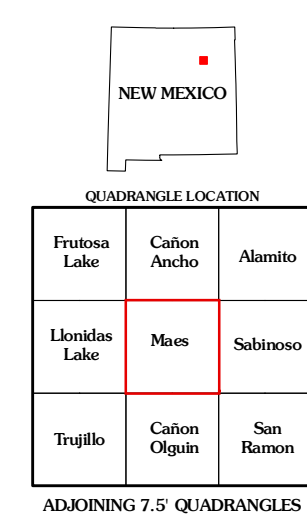 NEW MEXICO
QUADRANGLE LOCATION
Frutosa
Lake
Cañon
Ancho
Alamito
Llonidas
Lake
Maes
Sabinoso
Trujillo
Cañon
Olguin
San
Ramon
ADJOINING 7.5' QUADRANGLES